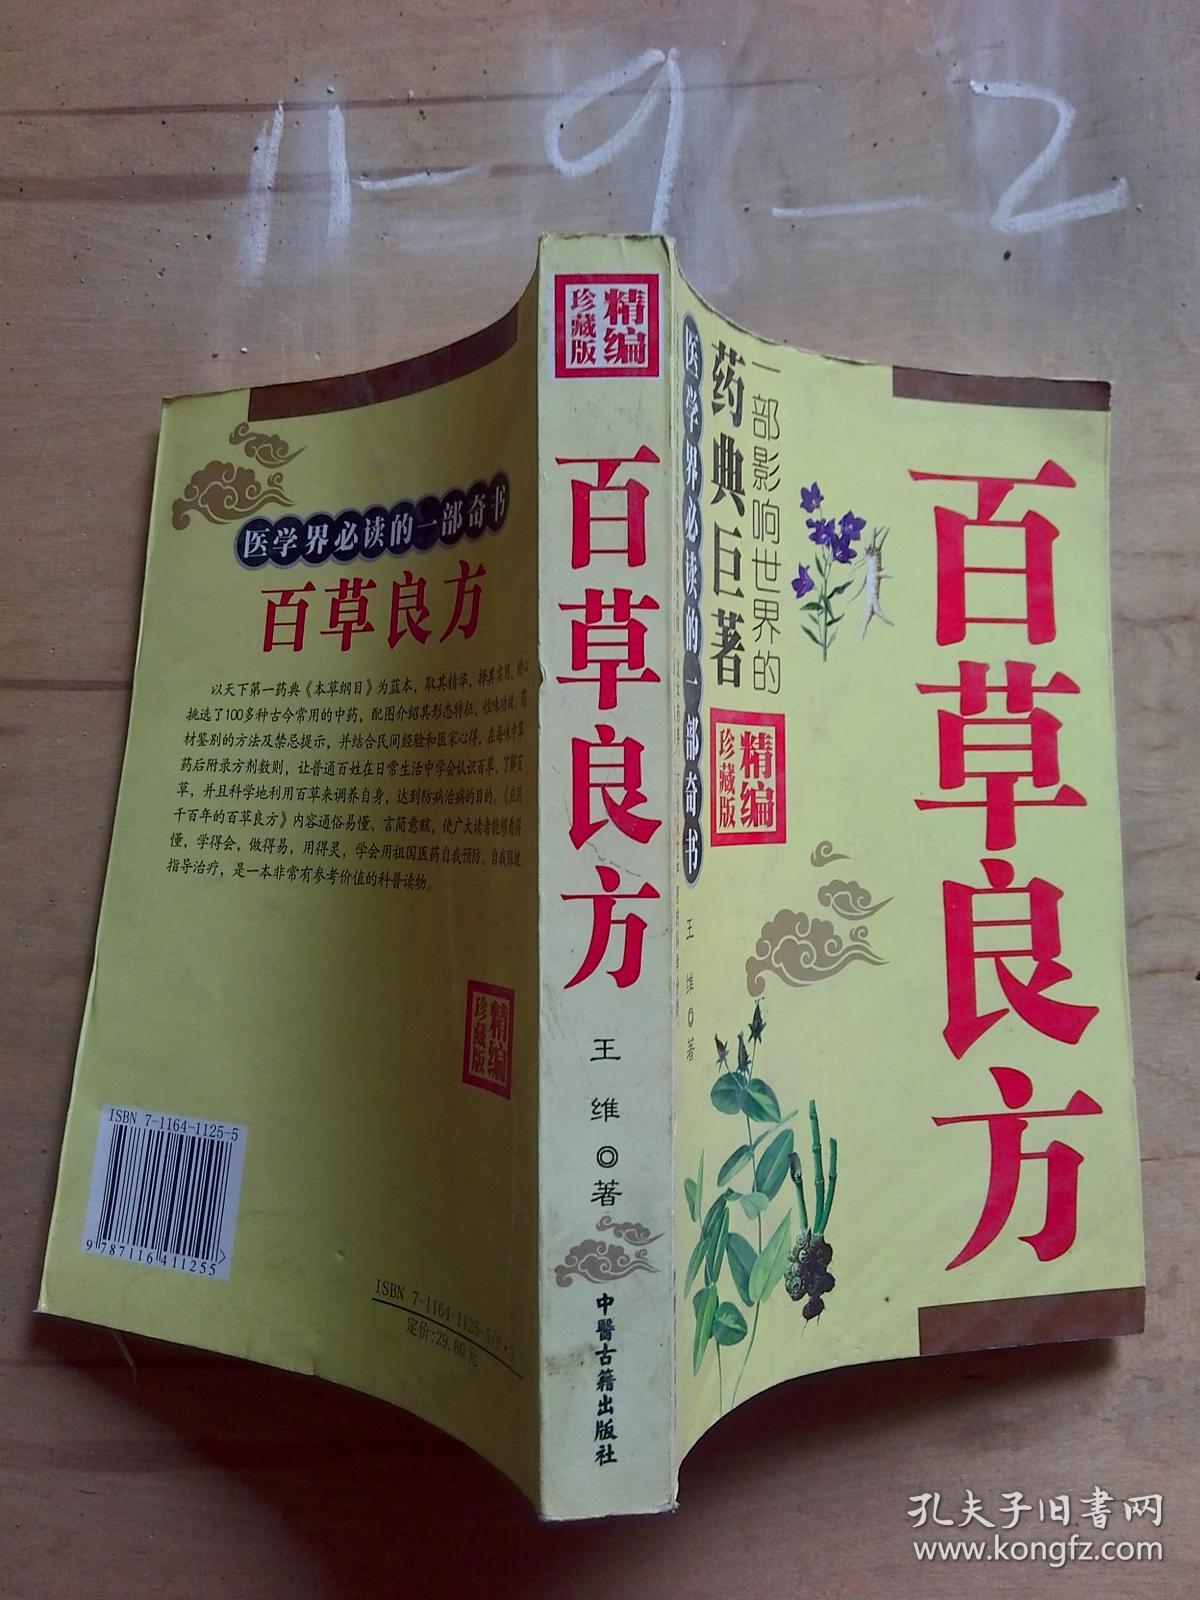 11-9-2
医学界必读的一部奇书
百草良方
以天下第一药典《本草纲目》为蓝本，取其精华，择其实用，精心
挑选了100多种古今常用的中药，配图介绍其形态特征、性味功效、药
材鉴别的方法及禁忌提示，并结合民间经验和医家心得，在每味中草
药后附录方剂数则，让普通百姓在日常生活中学会认识百草、了解百
草，并且科学地利用百草来调养自身，达到防病治病的目的。《应用
千百年的百草良方》内容通俗易懂、言简意赅，使广大读者能够看得
懂，学得会，做得易，用得灵，学会用祖国医药自我预防、自我保健、
指导治疗，是一本非常有参考价值的科普读物。
精编
珍藏版
ISBN 7-1164-1125-5
9 787116 411255
ISBN 7-1164-1125-5
定价:29.80元
精编
珍藏版
百草良方
王维◎著
中醫古籍出版社
百草良方
一部影响世界的
药典巨著
医学界必读的一部奇书
精编
珍藏版
王维◎著
孔夫子旧书网
www.kongfz.com